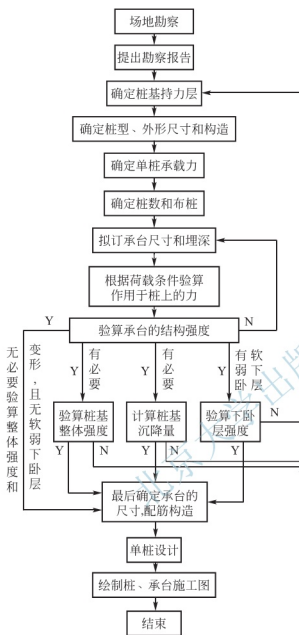 场地勘察
提出勘察报告
确定桩基持力层
确定桩型、外形尺寸和构造
确定单桩承载力
确定桩数和布桩
拟订承台尺寸和埋深
根据荷载条件验算
作用于桩上的力
Y
N
验算承台的结构强度
无必要验算整体强度和
变形,且无软弱下卧层
有必要
有必要
有软
弱下
卧层
验算桩基
整体强度
计算桩基
沉降量
验算下卧
层强度
N
Y
N
Y
N
Y
最后确定承台的
尺寸,配筋构造
单桩设计
绘制桩、承台施工图
结束
北京大学出版